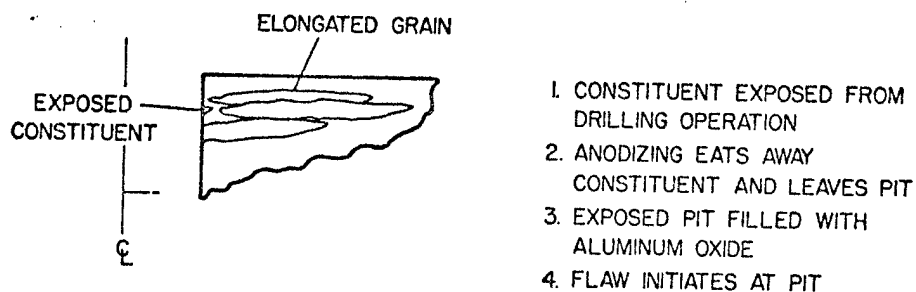 ELONGATED GRAIN
EXPOSED
CONSTITUENT
℄
1. CONSTITUENT EXPOSED FROM
DRILLING OPERATION
2. ANODIZING EATS AWAY
CONSTITUENT AND LEAVES PIT
3. EXPOSED PIT FILLED WITH
ALUMINUM OXIDE
4. FLAW INITIATES AT PIT